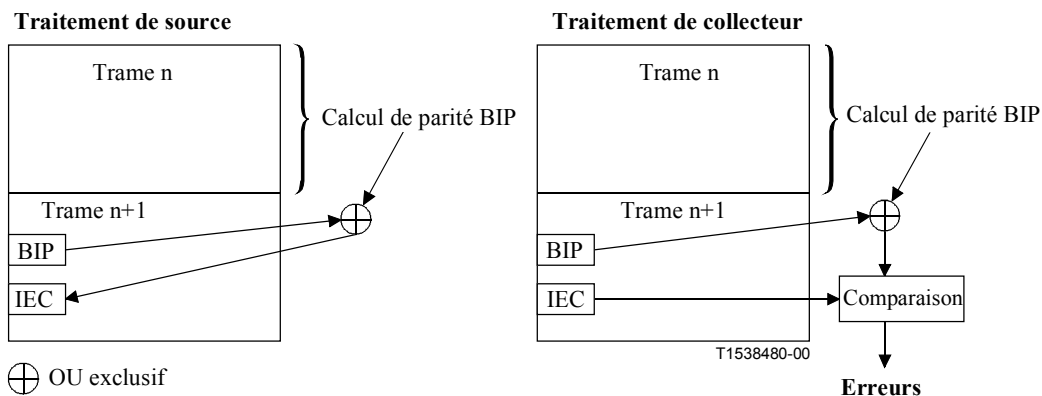 Traitement de source
Trame n
Calcul de parité BIP
Trame n+1
BIP
IEC
OU exclusif
Traitement de collecteur
Trame n
Calcul de parité BIP
Trame n+1
BIP
IEC
Comparaison
T1538480-00
Erreurs